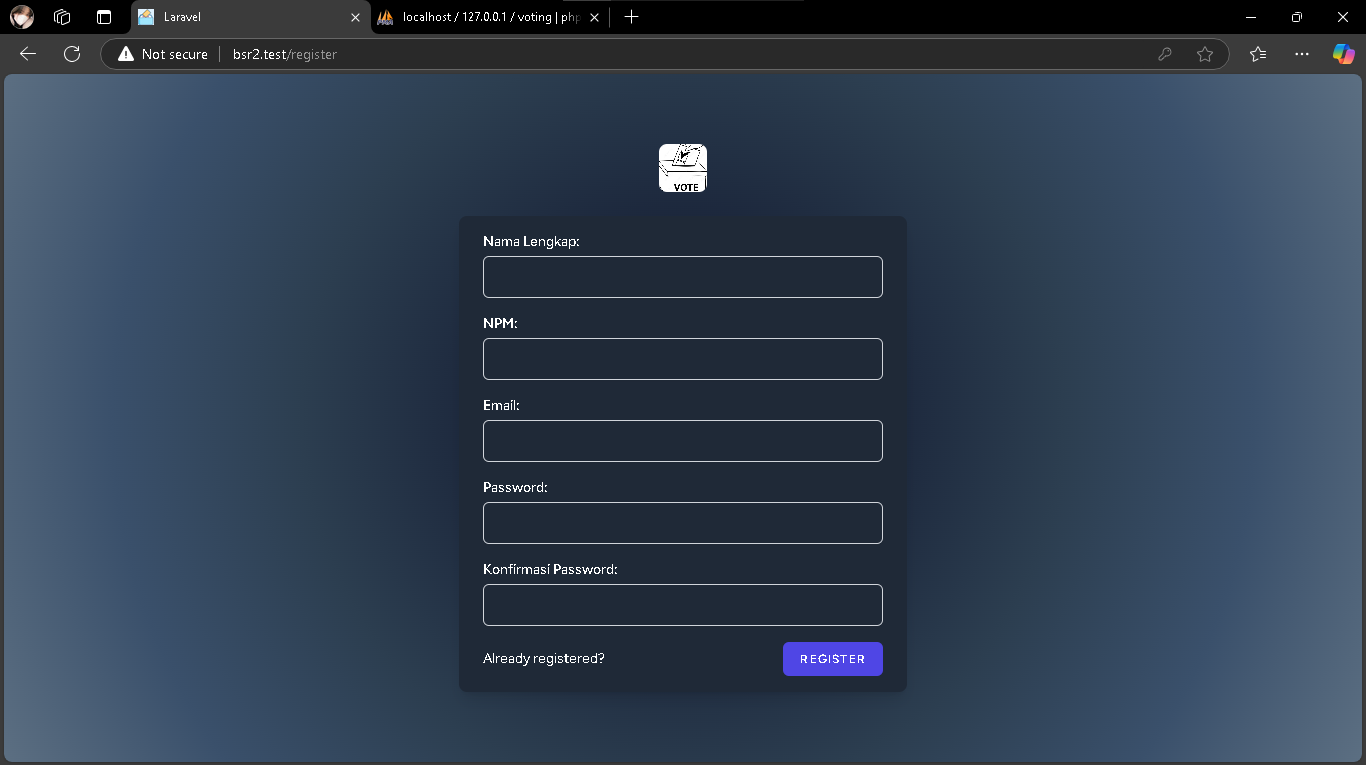 Laravel
localhost / 127.0.0.1 / voting | php
Not secure
bsr2.test/register
VOTE
Nama Lengkap:
NPM:
Email:
Password:
Konfirmasi Password:
Already registered?
REGISTER